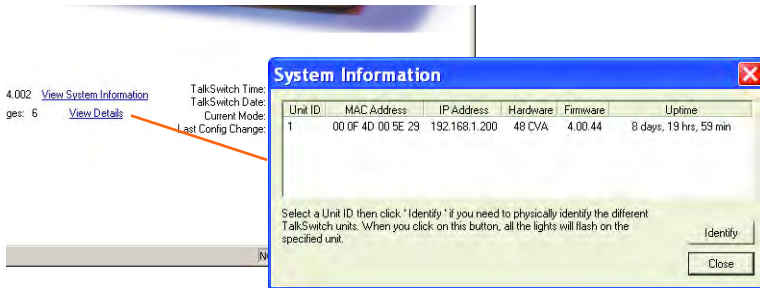 4.002 View System Information
ges: 6 View Details
TalkSwitch Time:
TalkSwitch Date:
Current Mode:
Last Config Change:
System Information
Unit ID MAC Address IP Address Hardware Firmware Uptime
1 00 0F 4D 00 5E 29 192.168.1.200 48 CVA 4.00.44 8 days, 19 hrs, 59 min
Select a Unit ID then click 'Identify' if you need to physically identify the different
TalkSwitch units. When you click on this button, all the lights will flash on the
specified unit.
Identify
Close